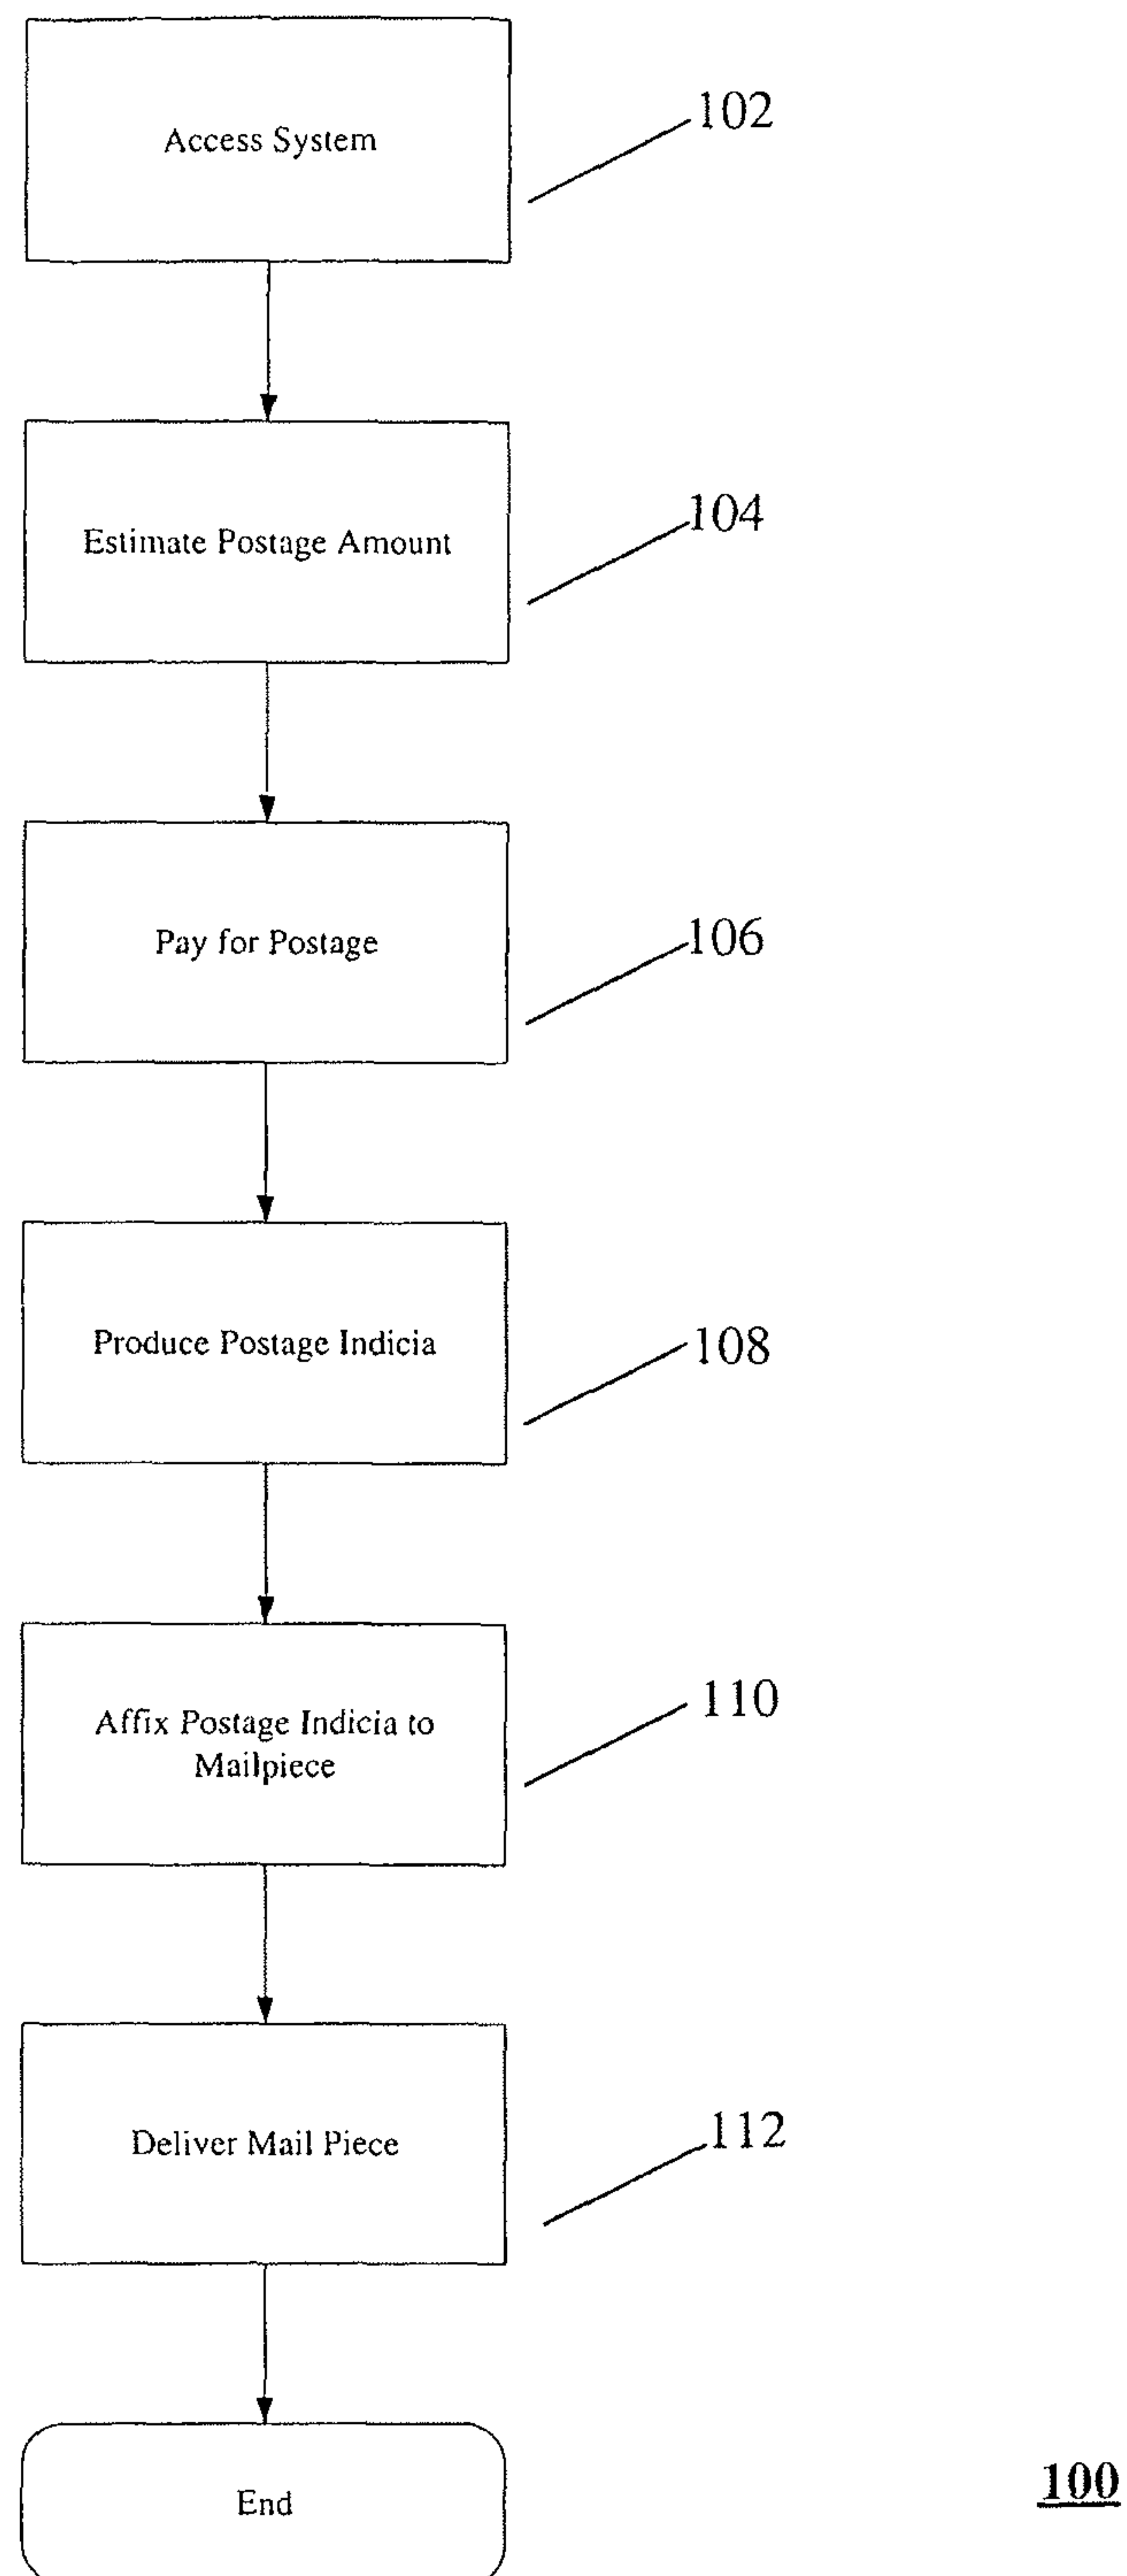 Access System
102
Estimate Postage Amount
104
Pay for Postage
106
Produce Postage Indicia
108
Affix Postage Indicia to
Mailpiece
110
Deliver Mail Piece
112
End
100